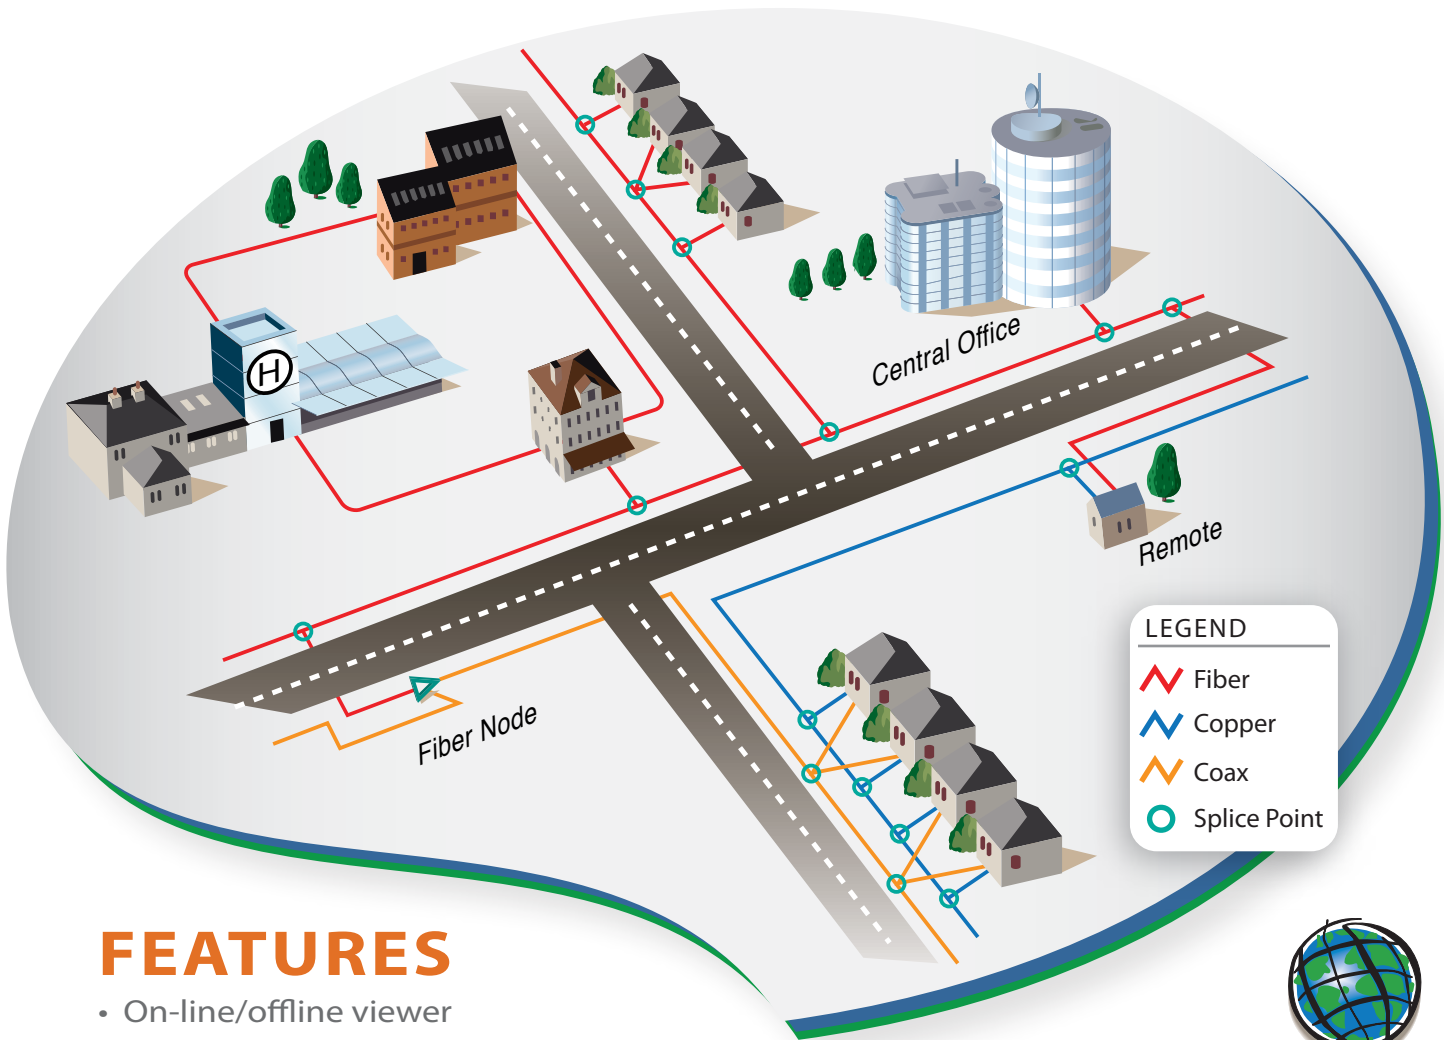 Central Office
H
Remote
Fiber Node
LEGEND
Fiber
Copper
Coax
Splice Point
FEATURES
• On-line/offline viewer